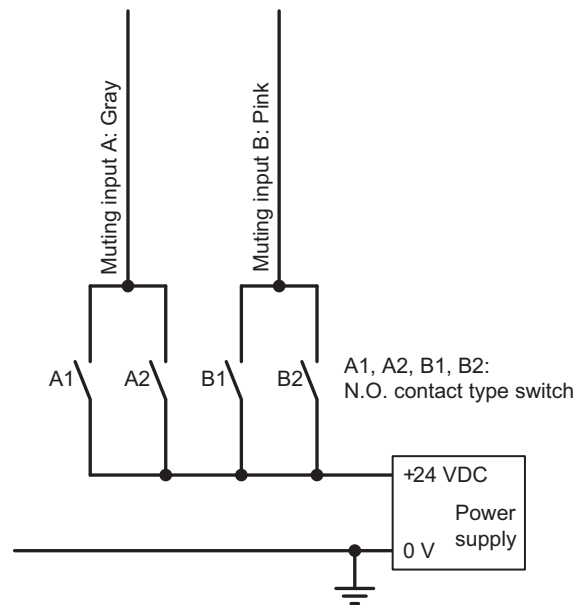 Muting input A: Gray
Muting input B: Pink
A1
A2
B1
B2
A1, A2, B1, B2:
N.O. contact type switch
+24 VDC
Power
supply
0 V